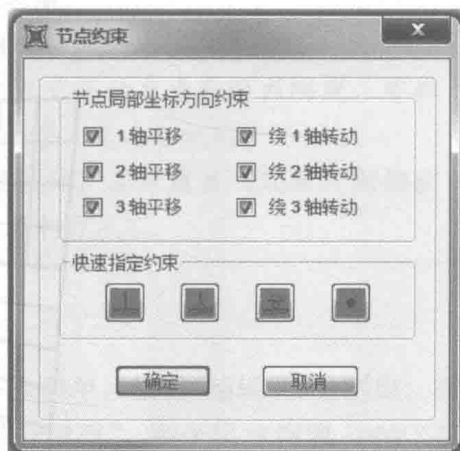 节点约束
节点局部坐标方向约束
1轴平移 绕1轴转动
2轴平移 绕2轴转动
3轴平移 绕3轴转动
快速指定约束
确定 取消